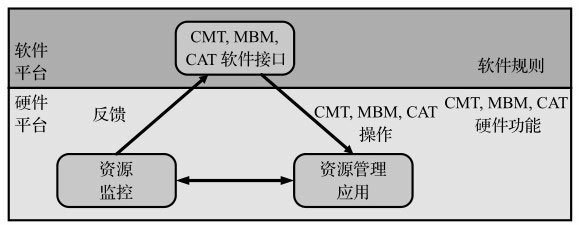 CMT, MBM,
CAT 软件接口
软件
平台
软件规则
硬件
平台
反馈
CMT, MBM, CAT
操作
CMT, MBM, CAT
硬件功能
资源
监控
资源管理
应用